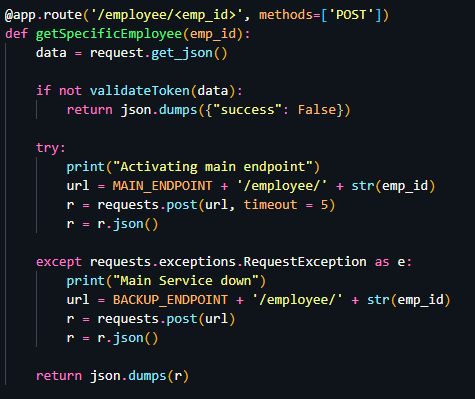 @app.route('/employee/<emp_id>', methods=['POST'])
def getSpecificEmployee(emp_id):
    data = request.get_json()

    if not validateToken(data):
        return json.dumps({"success": False})

    try:
        print("Activating main endpoint")
        url = MAIN_ENDPOINT + '/employee/' + str(emp_id)
        r = requests.post(url, timeout = 5)
        r = r.json()

    except requests.exceptions.RequestException as e:
        print("Main Service down")
        url = BACKUP_ENDPOINT + '/employee/' + str(emp_id)
        r = requests.post(url)
        r = r.json()

    return json.dumps(r)